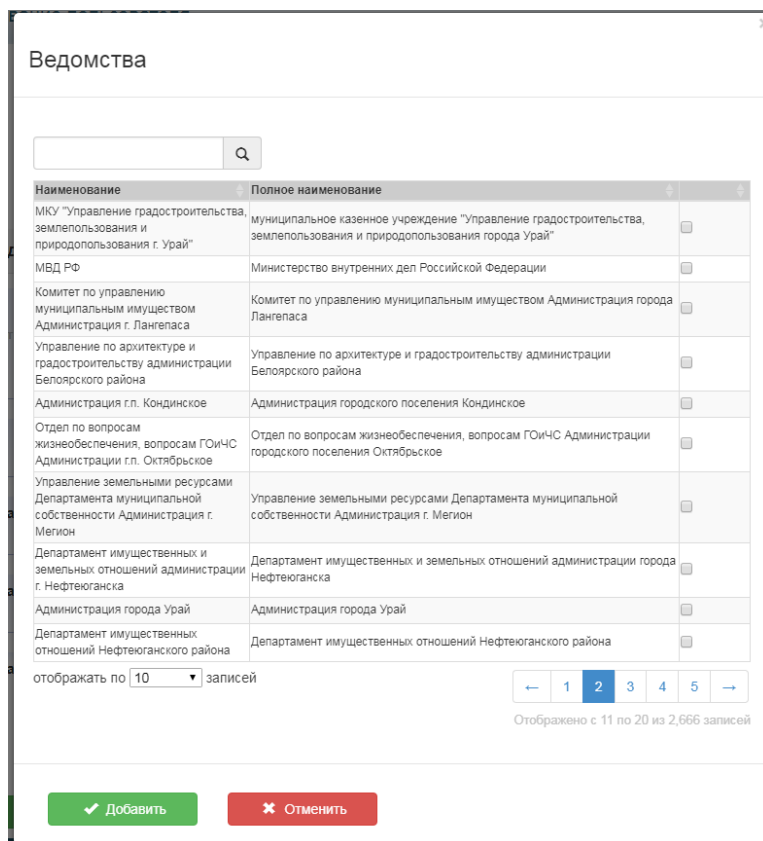 Ведомства
Наименование
Полное наименование
МКУ "Управление градостроительства,
землепользования и
природопользования г. Урай"
муниципальное казенное учреждение "Управление градостроительства,
землепользования и природопользования города Урай"
МВД РФ
Министерство внутренних дел Российской Федерации
Комитет по управлению
муниципальным имуществом
Администрация г. Лангепаса
Комитет по управлению муниципальным имуществом Администрация города
Лангепаса
Управление по архитектуре и
градостроительству администрации
Белоярского района
Управление по архитектуре и градостроительству администрации
Белоярского района
Администрация г.п. Кондинское
Администрация городского поселения Кондинское
Отдел по вопросам
жизнеобеспечения, вопросам ГОиЧС
Администрации г.п. Октябрьское
Отдел по вопросам жизнеобеспечения, вопросам ГОиЧС Администрации
городского поселения Октябрьское
Управление земельными ресурсами
Департамента муниципальной
собственности Администрация г.
Мегион
Управление земельными ресурсами Департамента муниципальной
собственности Администрация г. Мегион
Департамент имущественных и
земельных отношений администрации
г. Нефтеюганска
Департамент имущественных и земельных отношений администрации города
Нефтеюганска
Администрация города Урай
Администрация города Урай
Департамент имущественных
отношений Нефтеюганского района
Департамент имущественных отношений Нефтеюганского района
отображать по 10 записей
← 1 2 3 4 5 →
Отображено с 11 по 20 из 2,666 записей
Добавить
Отменить